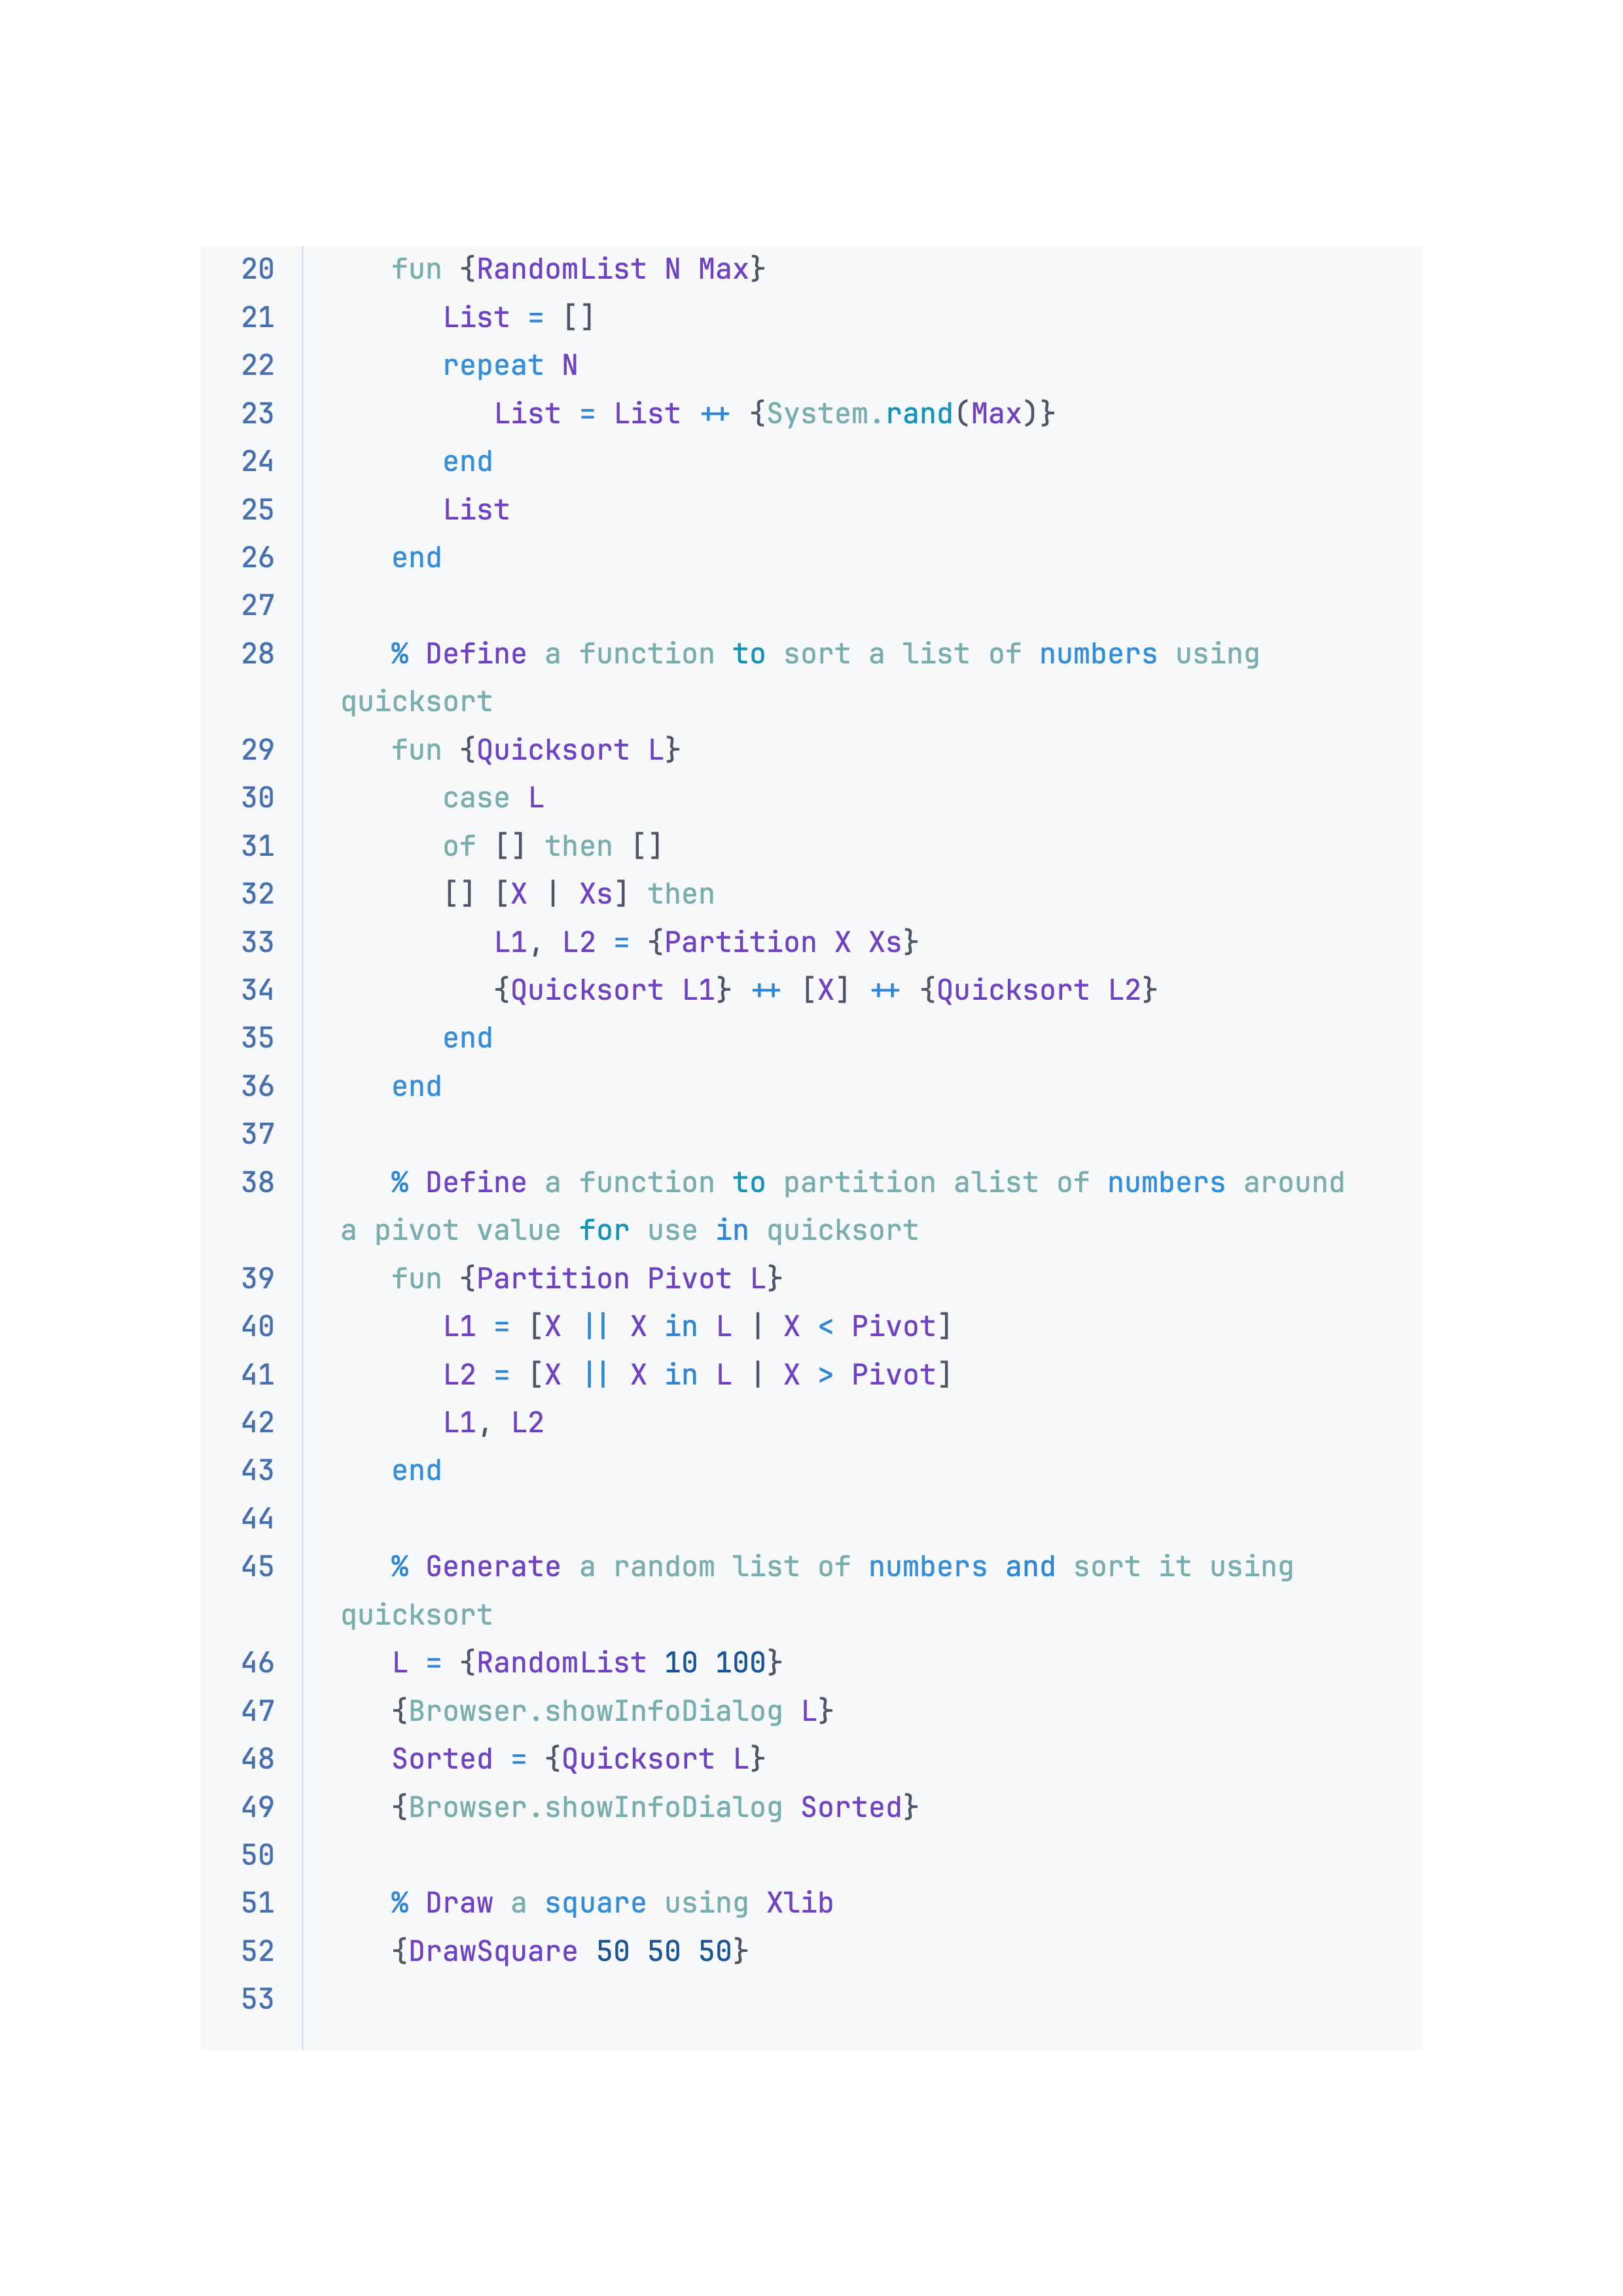 20 fun {RandomList N Max}
21 List = []
22 repeat N
23 List = List ++ {System.rand(Max)}
24 end
25 List
26 end
27
28 % Define a function to sort a list of numbers using
quicksort
29 fun {Quicksort L}
30 case L
31 of [] then []
32 [] [X | Xs] then
33 L1, L2 = {Partition X Xs}
34 {Quicksort L1} ++ [X] ++ {Quicksort L2}
35 end
36 end
37
38 % Define a function to partition alist of numbers around
a pivot value for use in quicksort
39 fun {Partition Pivot L}
40 L1 = [X || X in L | X < Pivot]
41 L2 = [X || X in L | X > Pivot]
42 L1, L2
43 end
44
45 % Generate a random list of numbers and sort it using
quicksort
46 L = {RandomList 10 100}
47 {Browser.showInfoDialog L}
48 Sorted = {Quicksort L}
49 {Browser.showInfoDialog Sorted}
50
51 % Draw a square using Xlib
52 {DrawSquare 50 50 50}
53